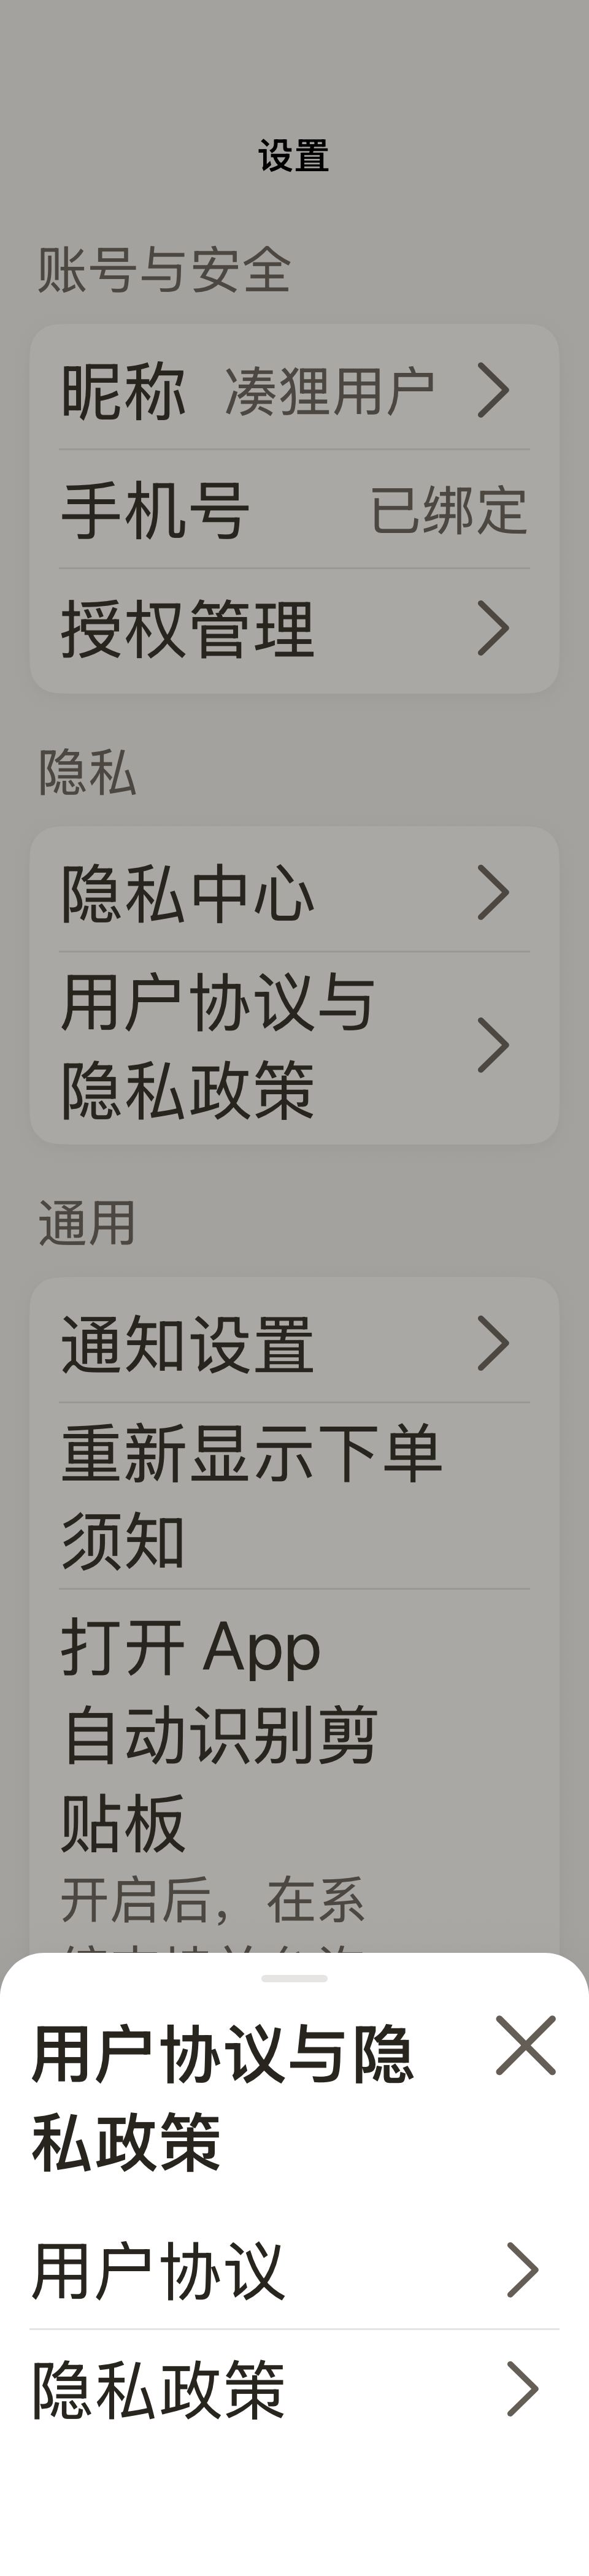 设置
账号与安全
昵称 凑狸用户
手机号 已绑定
授权管理
隐私
隐私中心
用户协议与
隐私政策
通用
通知设置
重新显示下单
须知
打开 App
自动识别剪
贴板
开启后，在系
用户协议与隐
私政策
用户协议
隐私政策